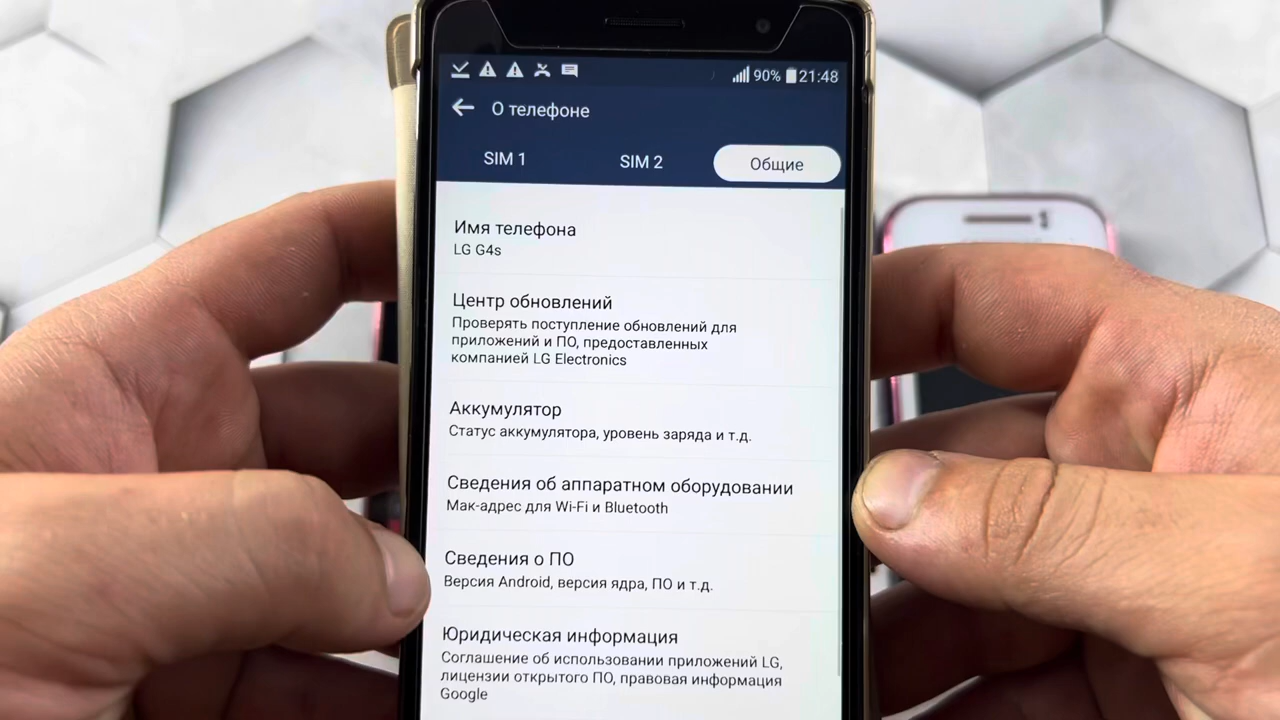 90% 21:48
О телефоне
SIM 1 SIM 2 Общие
Имя телефона
LG G4s
Центр обновлений
Проверять поступление обновлений для
приложений и ПО, предоставленных
компанией LG Electronics
Аккумулятор
Статус аккумулятора, уровень заряда и т.д.
Сведения об аппаратном оборудовании
Мак-адрес для Wi-Fi и Bluetooth
Сведения о ПО
Версия Android, версия ядра, ПО и т.д.
Юридическая информация
Соглашение об использовании приложений LG,
лицензии открытого ПО, правовая информация
Google